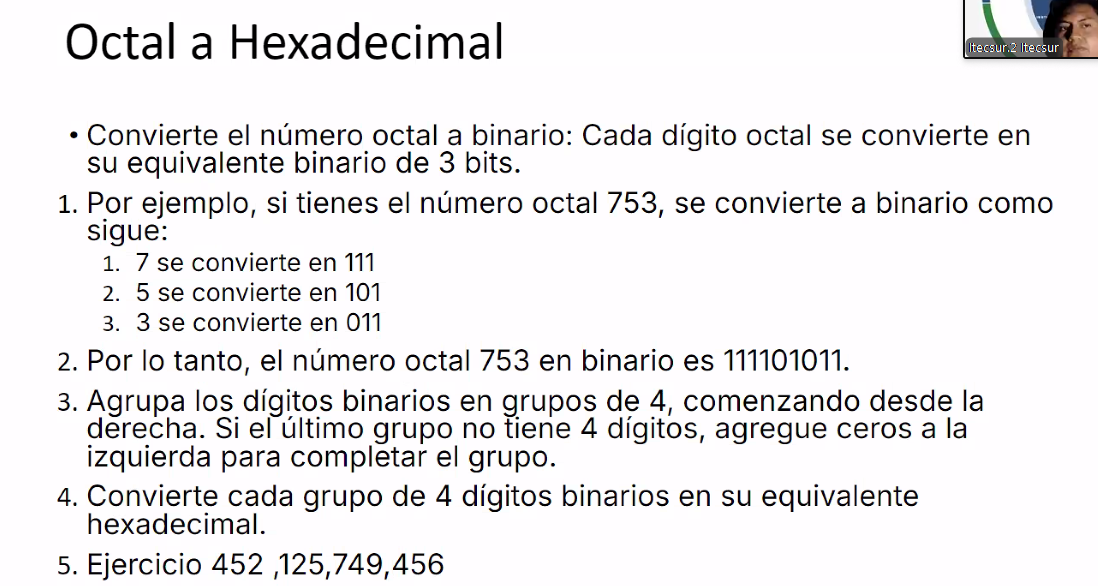 Octal a Hexadecimal
Itecsur.2 Itecsur
• Convierte el número octal a binario: Cada dígito octal se convierte en
su equivalente binario de 3 bits.
1. Por ejemplo, si tienes el número octal 753, se convierte a binario como
sigue:
1. 7 se convierte en 111
2. 5 se convierte en 101
3. 3 se convierte en 011
2. Por lo tanto, el número octal 753 en binario es 111101011.
3. Agrupa los dígitos binarios en grupos de 4, comenzando desde la
derecha. Si el último grupo no tiene 4 dígitos, agregue ceros a la
izquierda para completar el grupo.
4. Convierte cada grupo de 4 dígitos binarios en su equivalente
hexadecimal.
5. Ejercicio 452 ,125,749,456